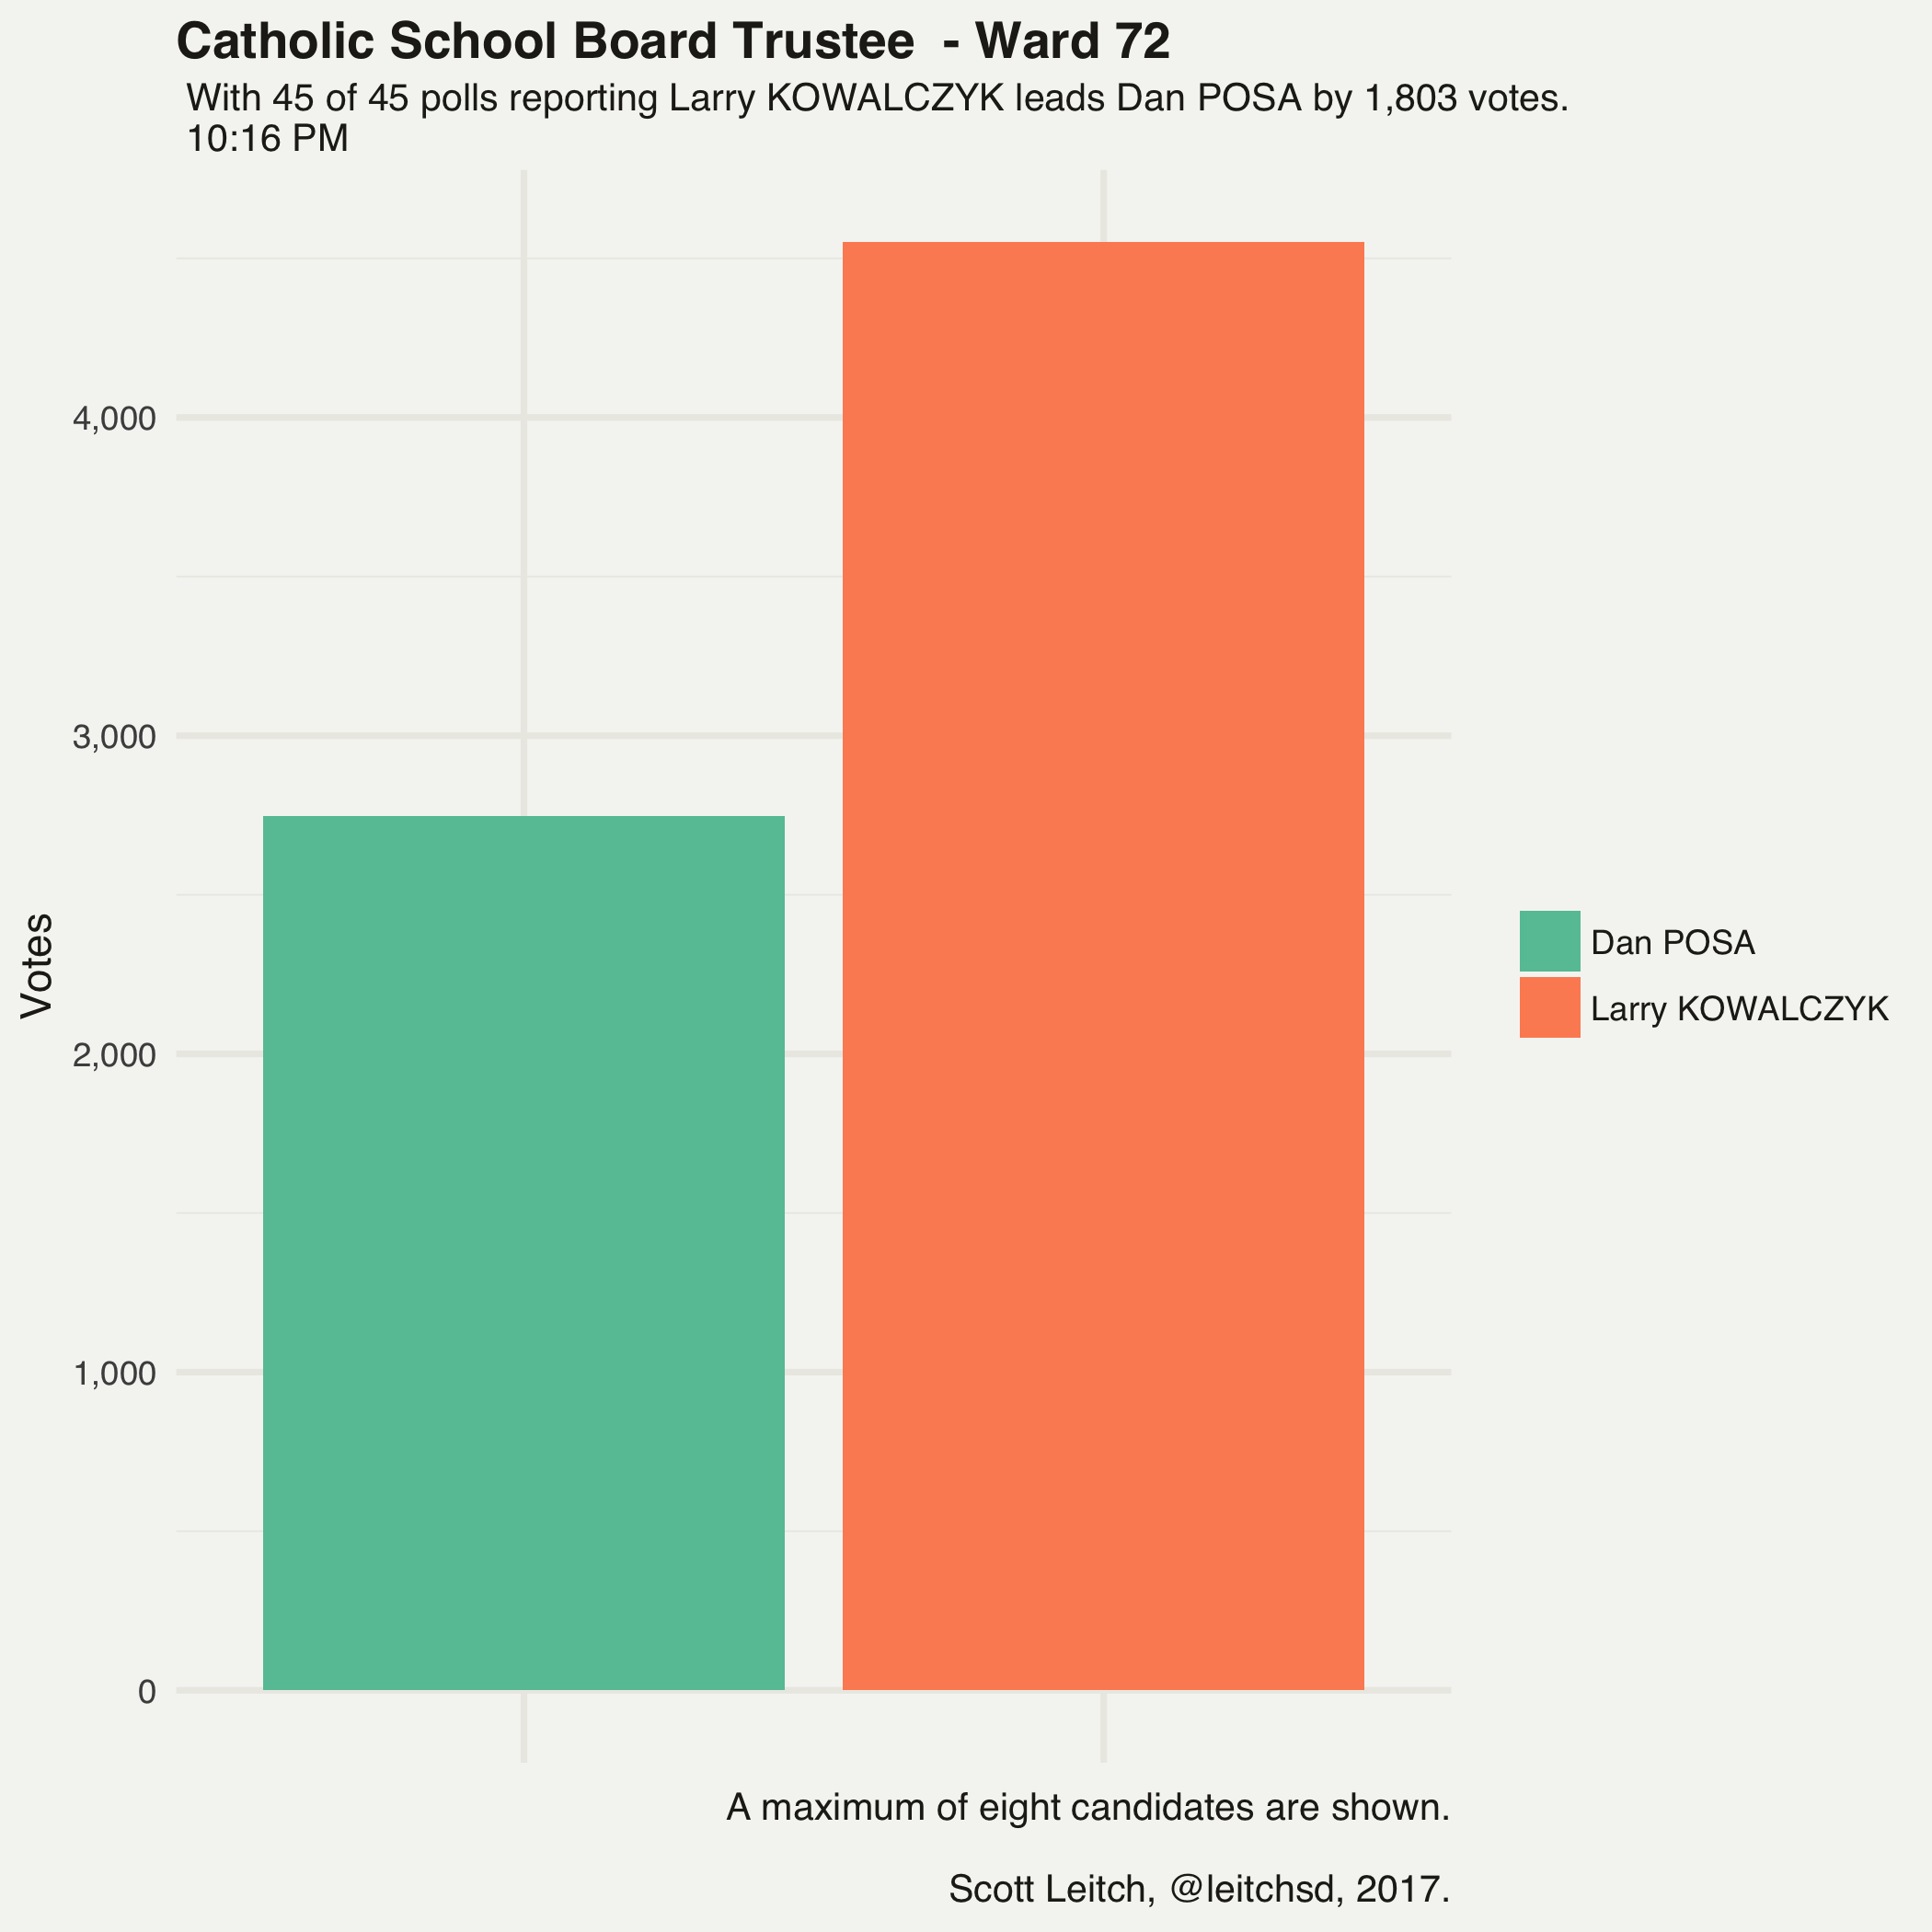 Catholic School Board Trustee  - Ward 72
With 45 of 45 polls reporting Larry KOWALCZYK leads Dan POSA by 1,803 votes.
10:16 PM
4,000
3,000
2,000
1,000
0
Votes
Dan POSA
Larry KOWALCZYK
A maximum of eight candidates are shown.
Scott Leitch, @leitchsd, 2017.